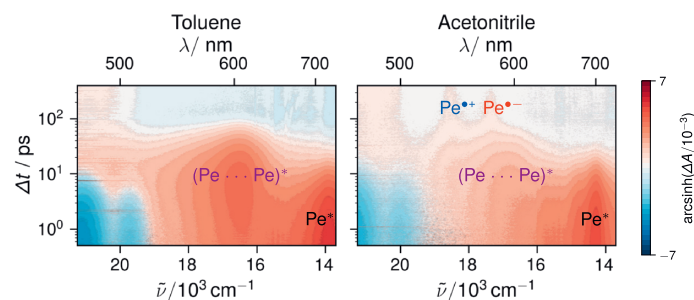 Toluene
λ/ nm
500 600 700
Acetonitrile
λ/ nm
500 600 700
Δt / ps
10² 10¹ 10⁰
(Pe · · · Pe)*
Pe*
20 18 16 14
ṽ/10³ cm⁻¹
Pe•+ Pe•−
(Pe · · · Pe)*
Pe*
20 18 16 14
ṽ/10³ cm⁻¹
7
−7
arcsinh(ΔA/10⁻³)